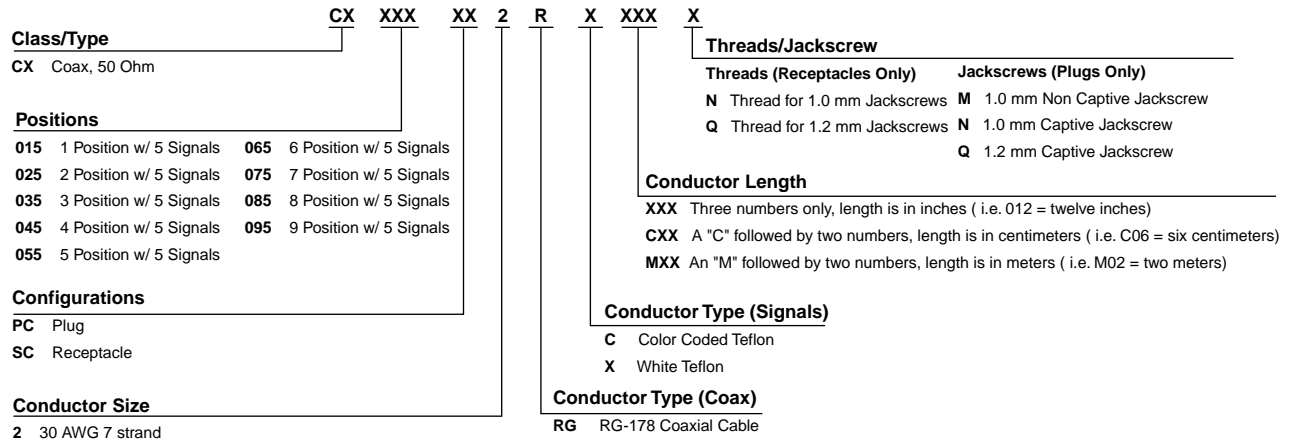 CX XXX XX 2 R X XXX X
Class/Type
CX Coax, 50 Ohm
Positions
015 1 Position w/ 5 Signals 065 6 Position w/ 5 Signals
025 2 Position w/ 5 Signals 075 7 Position w/ 5 Signals
035 3 Position w/ 5 Signals 085 8 Position w/ 5 Signals
045 4 Position w/ 5 Signals 095 9 Position w/ 5 Signals
055 5 Position w/ 5 Signals
Configurations
PC Plug
SC Receptacle
Conductor Size
2 30 AWG 7 strand
Threads/Jackscrew
Threads (Receptacles Only) Jackscrews (Plugs Only)
N Thread for 1.0 mm Jackscrews M 1.0 mm Non Captive Jackscrew
Q Thread for 1.2 mm Jackscrews N 1.0 mm Captive Jackscrew
Q 1.2 mm Captive Jackscrew
Conductor Length
XXX Three numbers only, length is in inches ( i.e. 012 = twelve inches)
CXX A "C" followed by two numbers, length is in centimeters ( i.e. C06 = six centimeters)
MXX An "M" followed by two numbers, length is in meters ( i.e. M02 = two meters)
Conductor Type (Signals)
C Color Coded Teflon
X White Teflon
Conductor Type (Coax)
RG RG-178 Coaxial Cable